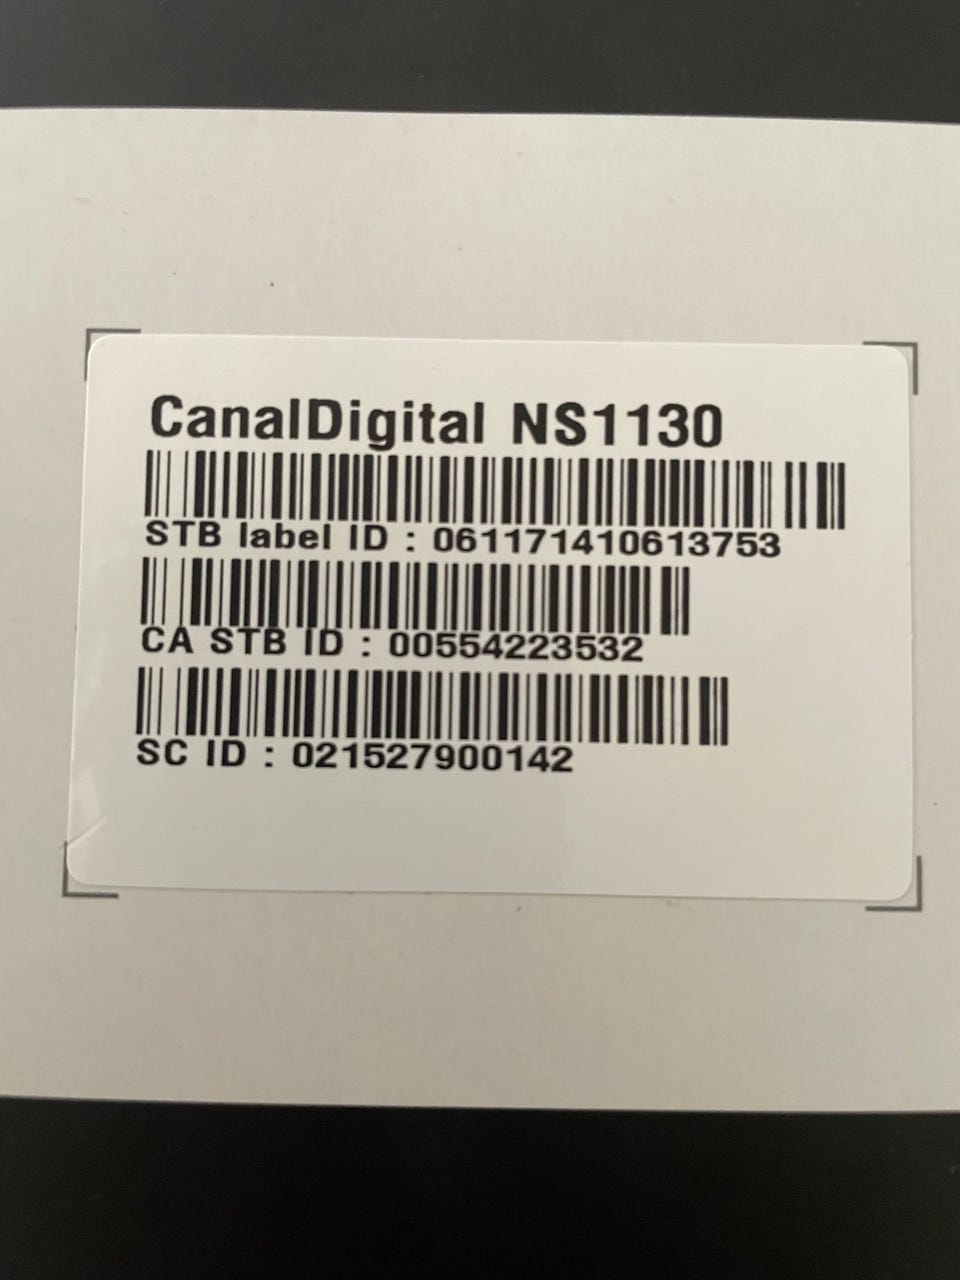 CanalDigital NS1130
STB label ID : 061171410613753
CA STB ID : 00554223532
SC ID : 021527900142